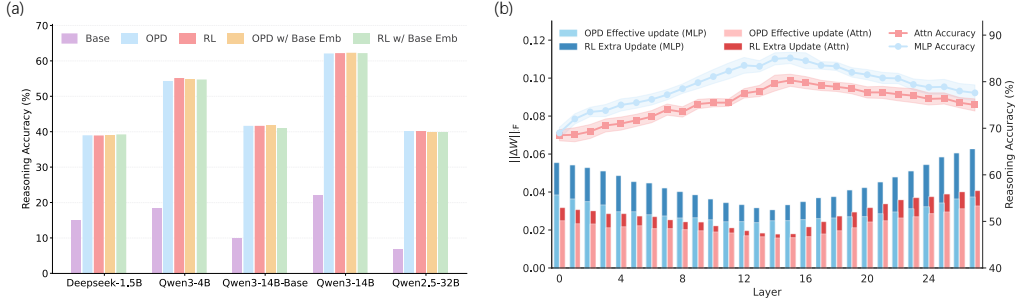 (a)
70
60
50
40
30
20
10
0
Reasoning Accuracy (%)
Base
OPD
RL
OPD w/ Base Emb
RL w/ Base Emb
Deepseek-1.5B
Qwen3-4B
Qwen3-14B-Base
Qwen3-14B
Qwen2.5-32B
(b)
OPD Effective update (MLP)
OPD Effective update (Attn)
Attn Accuracy
RL Extra Update (MLP)
RL Extra Update (Attn)
MLP Accuracy
0.12
0.10
0.08
0.06
0.04
0.02
0.00
||ΔW||F
90
80
70
60
50
40
Reasoning Accuracy (%)
0 4 8 12 16 20 24
Layer